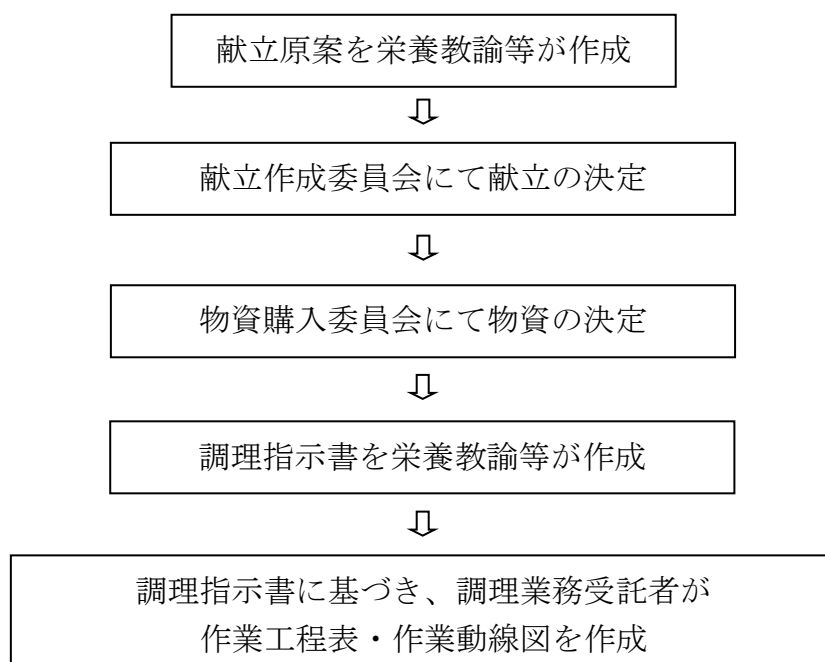 献立原案を栄養教諭等が作成
献立作成委員会にて献立の決定
物資購入委員会にて物資の決定
調理指示書を栄養教諭等が作成
調理指示書に基づき、調理業務受託者が
作業工程表・作業動線図を作成